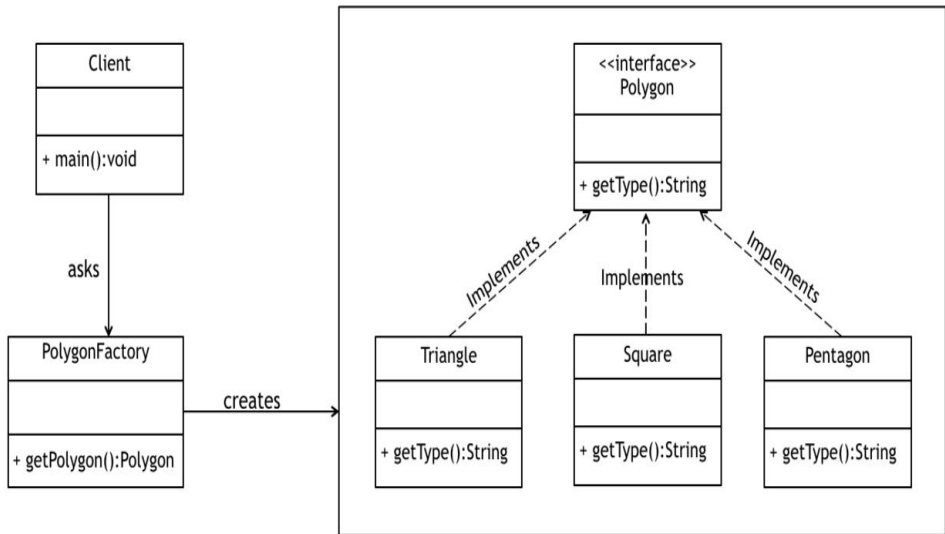 Client
+ main():void
asks
PolygonFactory
+ getPolygon():Polygon
creates
<<interface>>
Polygon
+ getType():String
Implements
Implements
Implements
Triangle
+ getType():String
Square
+ getType():String
Pentagon
+ getType():String